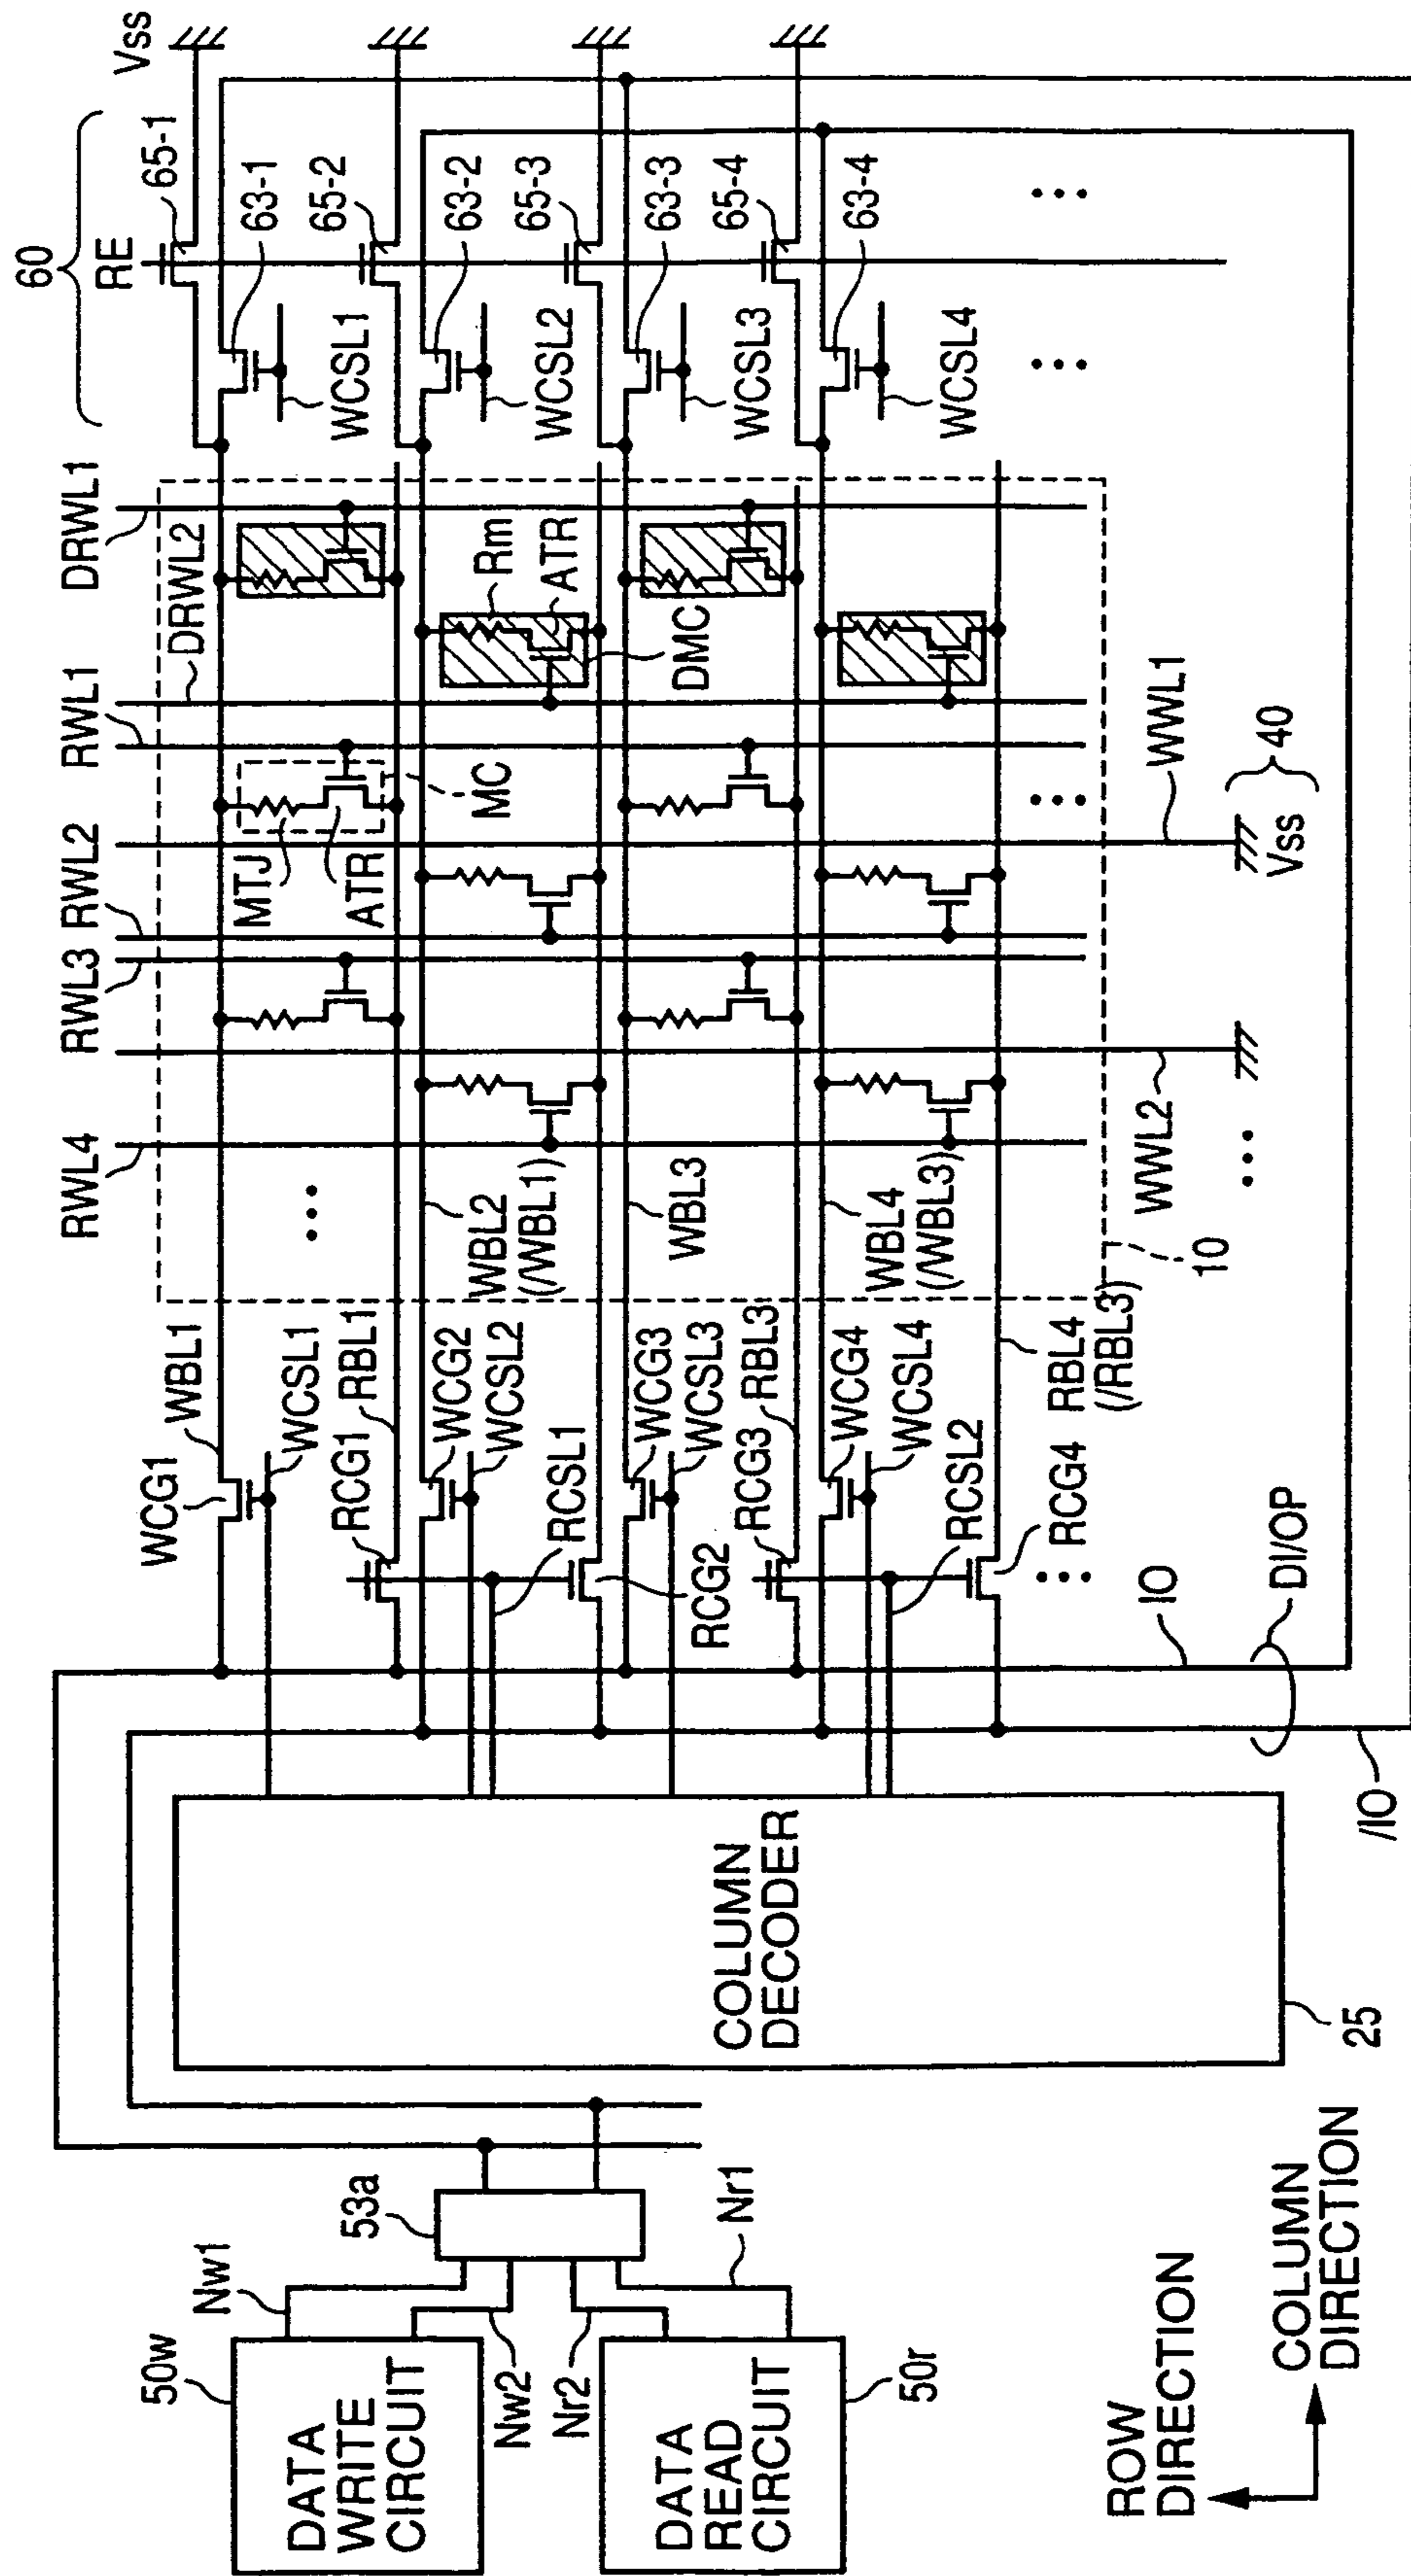 Vss
60
RE
65-1
63-1
65-2
63-2
65-3
63-3
65-4
63-4
WCSL1
WCSL2
WCSL3
WCSL4
DRWL1
DRWL2
RWL1
RWL2
RWL3
RWL4
Rm
ATR
DMC
MC
MTJ
ATR
WWL1
40
Vss
WWL2
10
WBL2
(/WBL1)
WBL3
WBL4
(/WBL3)
WBL1
WCG1
WCSL1
RBL1
RCG1
WCG2
WCSL2
RCSL1
RCG2
WCG3
WCSL3
RBL3
RCG3
WCG4
WCSL4
RCSL2
RCG4
RBL4
(/RBL3)
IO
DI/OP
/IO
COLUMN
DECODER
25
53a
Nw1
Nw2
Nr2
Nr1
50w
DATA
WRITE
CIRCUIT
50r
DATA
READ
CIRCUIT
ROW
DIRECTION
COLUMN
DIRECTION